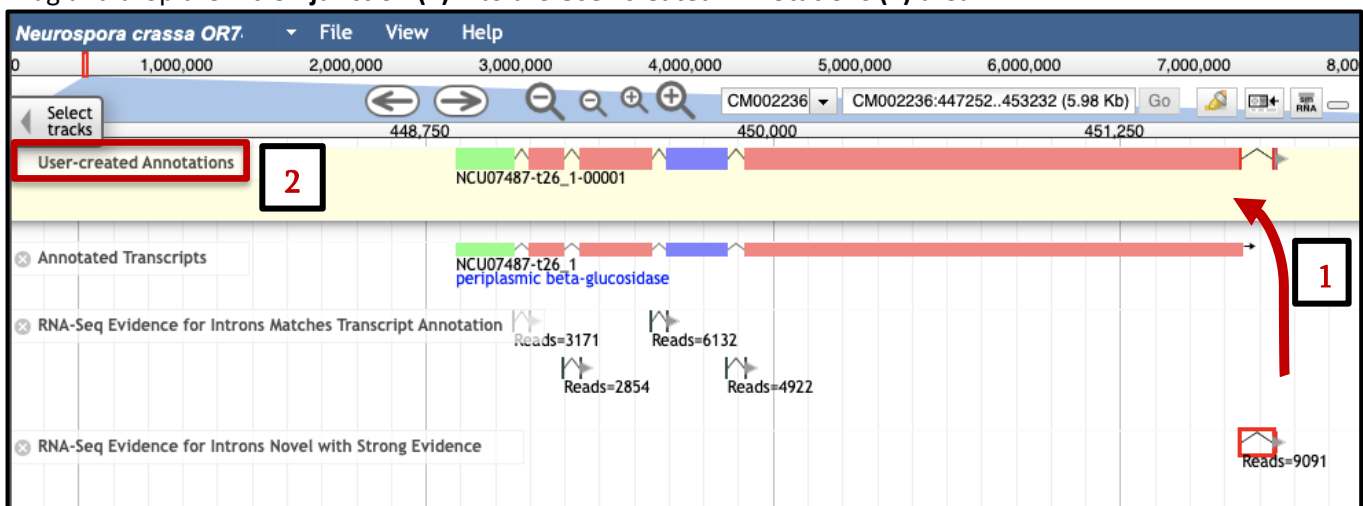 Neurospora crassa OR7 File View Help
0 1,000,000 2,000,000 3,000,000 4,000,000 5,000,000 6,000,000 7,000,000 8,00
Select tracks
CM002236 CM002236:447252..453232 (5.98 Kb) Go sm RNA
448,750 450,000 451,250
User-created Annotations
2
NCU07487-t26_1-00001
1
Annotated Transcripts
NCU07487-t26_1
periplasmic beta-glucosidase
RNA-Seq Evidence for Introns Matches Transcript Annotation
Reads=3171 Reads=6132
Reads=2854 Reads=4922
RNA-Seq Evidence for Introns Novel with Strong Evidence
Reads=9091